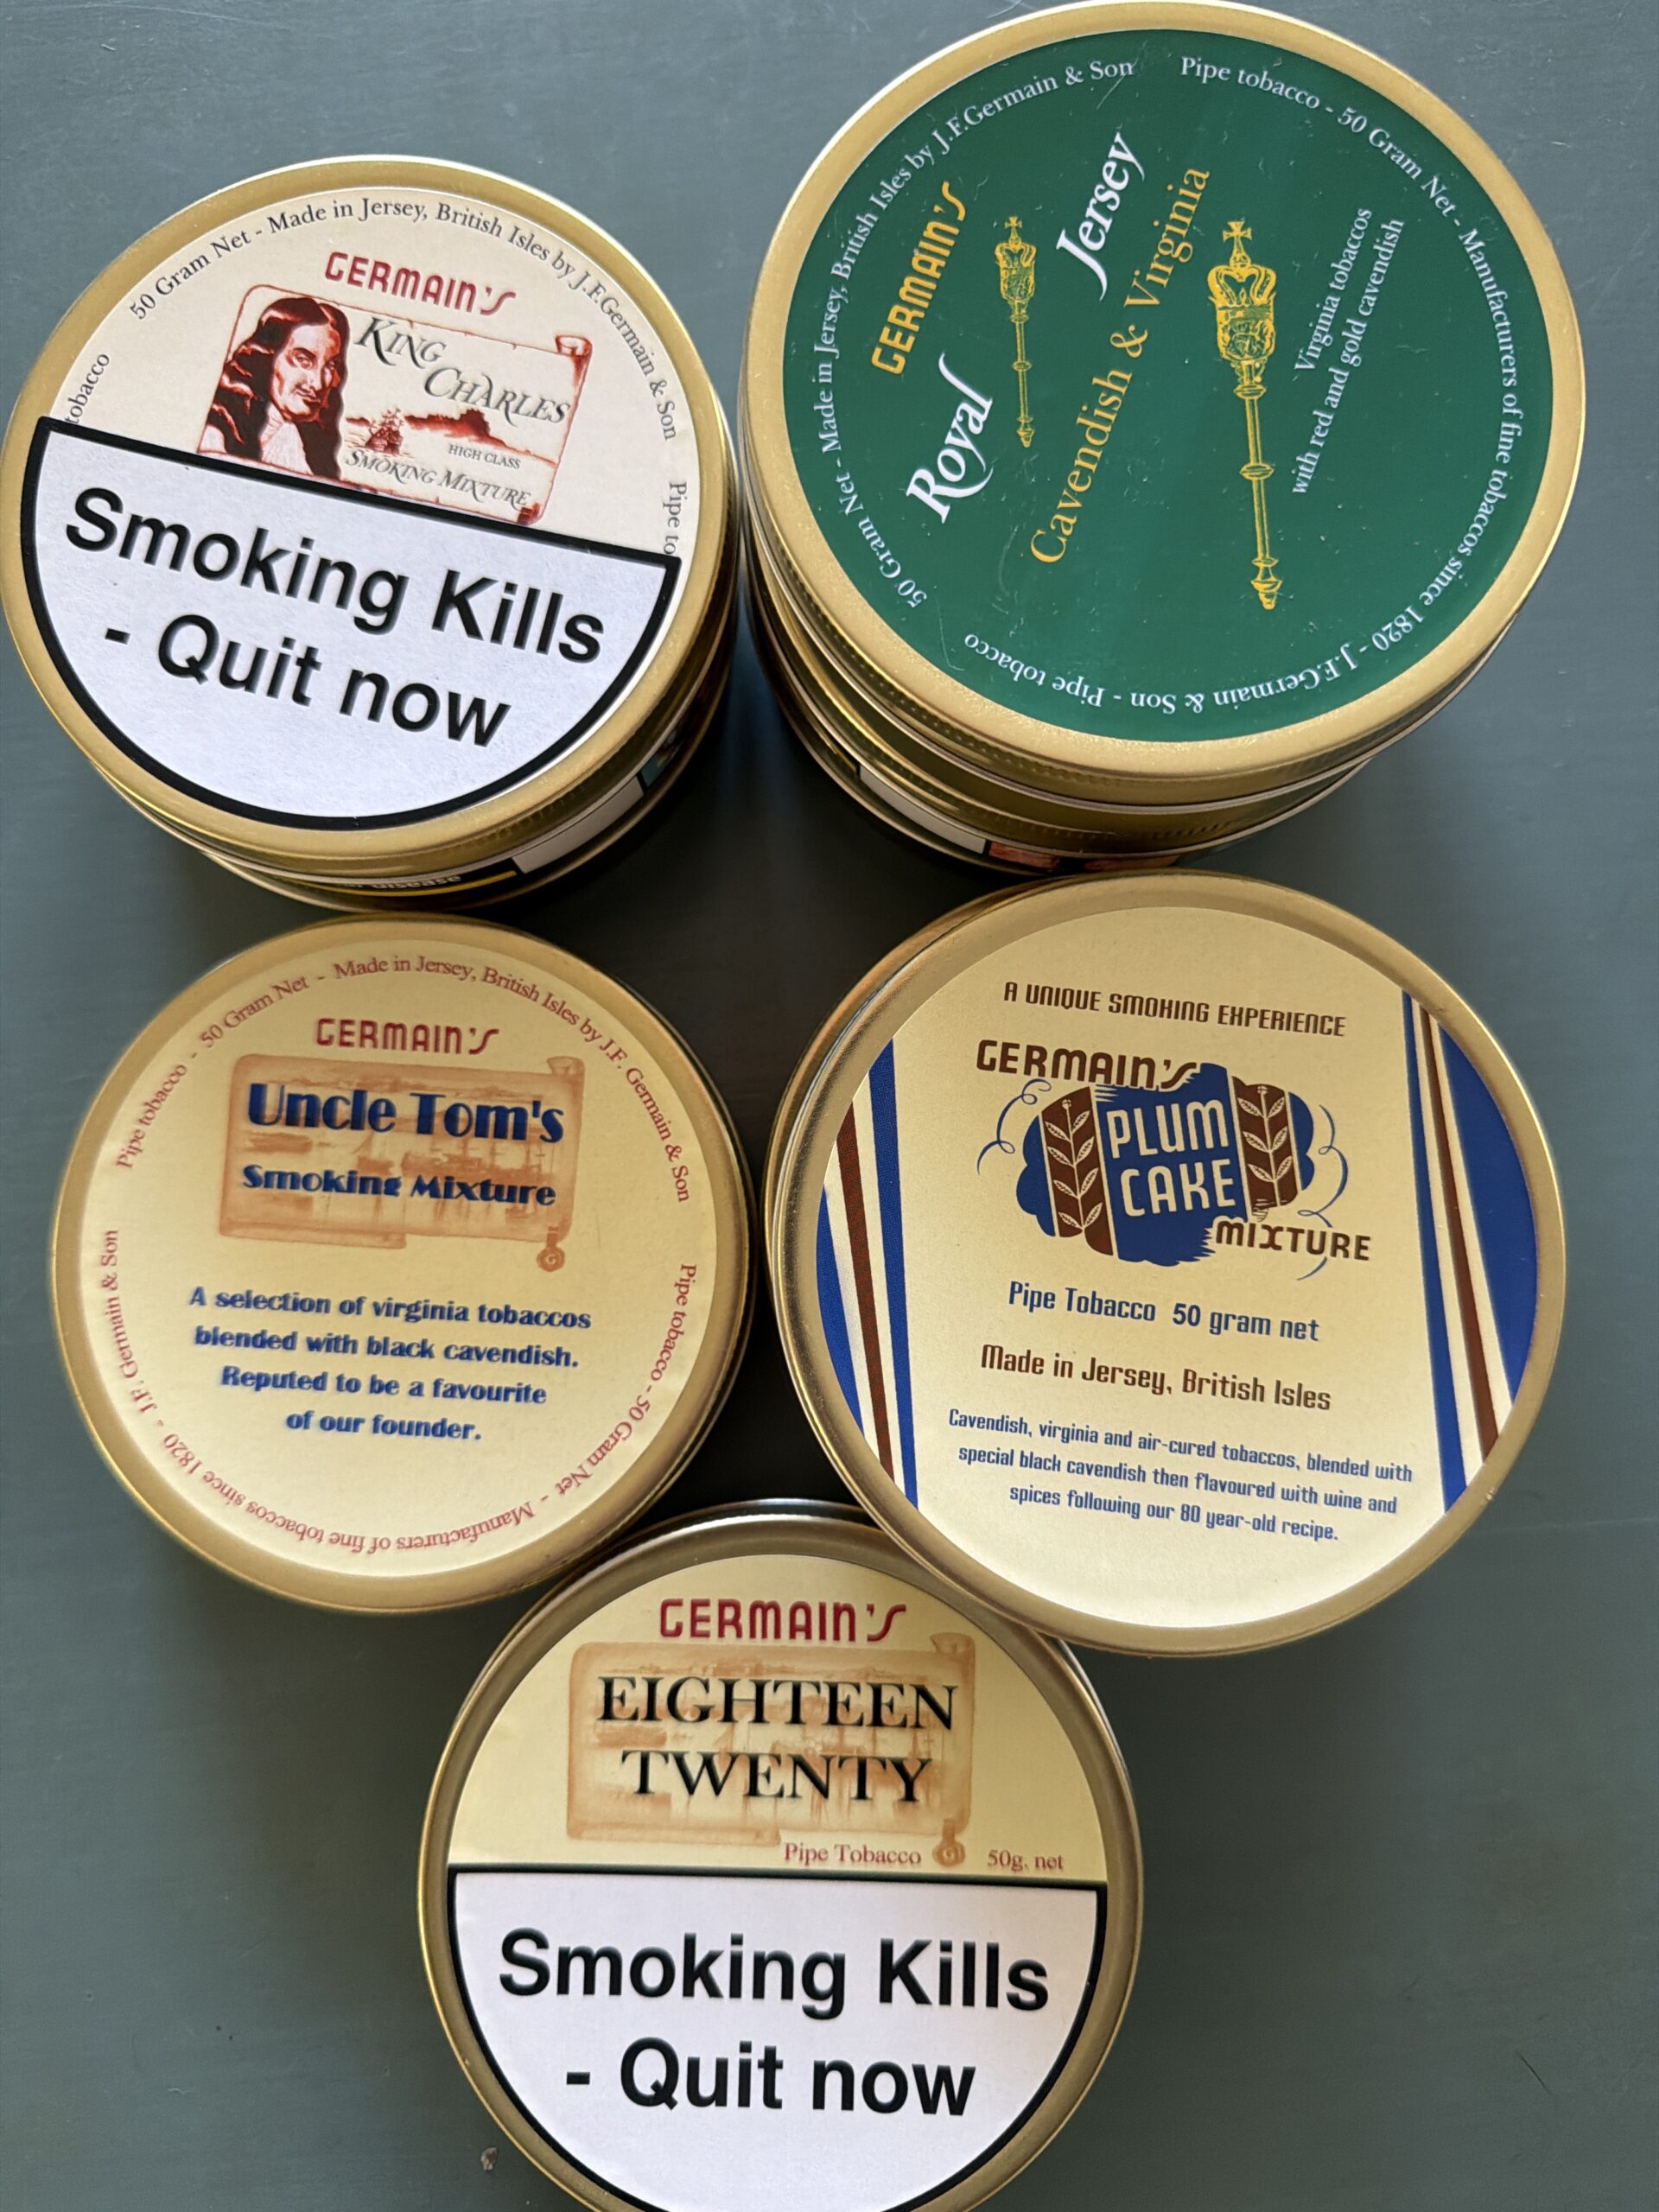 50 Gram Net - Made in Jersey, British Isles by J.F.Germain & Son
Pipe to
tobacco
GERMAIN'S
KING
CHARLES
HIGH CLASS
SMOKING MIXTURE
Smoking Kills
- Quit now
disease
50 Gram Net - Made in Jersey, British Isles by J.F.Germain & Son
Pipe tobacco - 50 Gram Net - Manufacturers of fine tobaccos since 1820 - J.F.Germain & Son - Pipe tobacco
GERMAIN'S
Royal Jersey
Cavendish & Virginia
Virginia tobaccos
with red and gold cavendish
Pipe tobacco - 50 Gram Net - Made in Jersey, British Isles by J.F. Germain & Son
Pipe tobacco - 50 Gram Net - Manufacturers of fine tobaccos since 1820 - J.F. Germain & Son
GERMAIN'S
Uncle Tom's
Smoking Mixture
G
A selection of virginia tobaccos
blended with black cavendish.
Reputed to be a favourite
of our founder.
A UNIQUE SMOKING EXPERIENCE
GERMAIN'S
PLUM
CAKE
MIXTURE
Pipe Tobacco 50 gram net
Made in Jersey, British Isles
Cavendish, virginia and air-cured tobaccos, blended with
special black cavendish then flavoured with wine and
spices following our 80 year-old recipe.
GERMAIN'S
EIGHTEEN
TWENTY
Pipe Tobacco G 50g. net
Smoking Kills
- Quit now